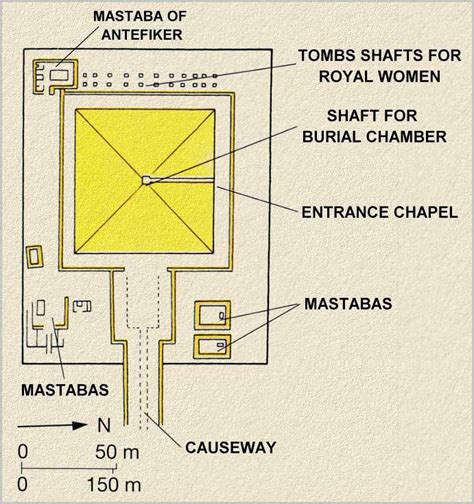 MASTABA OF
ANTEFIKER
TOMBS SHAFTS FOR
ROYAL WOMEN
SHAFT FOR
BURIAL CHAMBER
ENTRANCE CHAPEL
MASTABAS
MASTABAS
N
CAUSEWAY
0 50 m
0 150 m